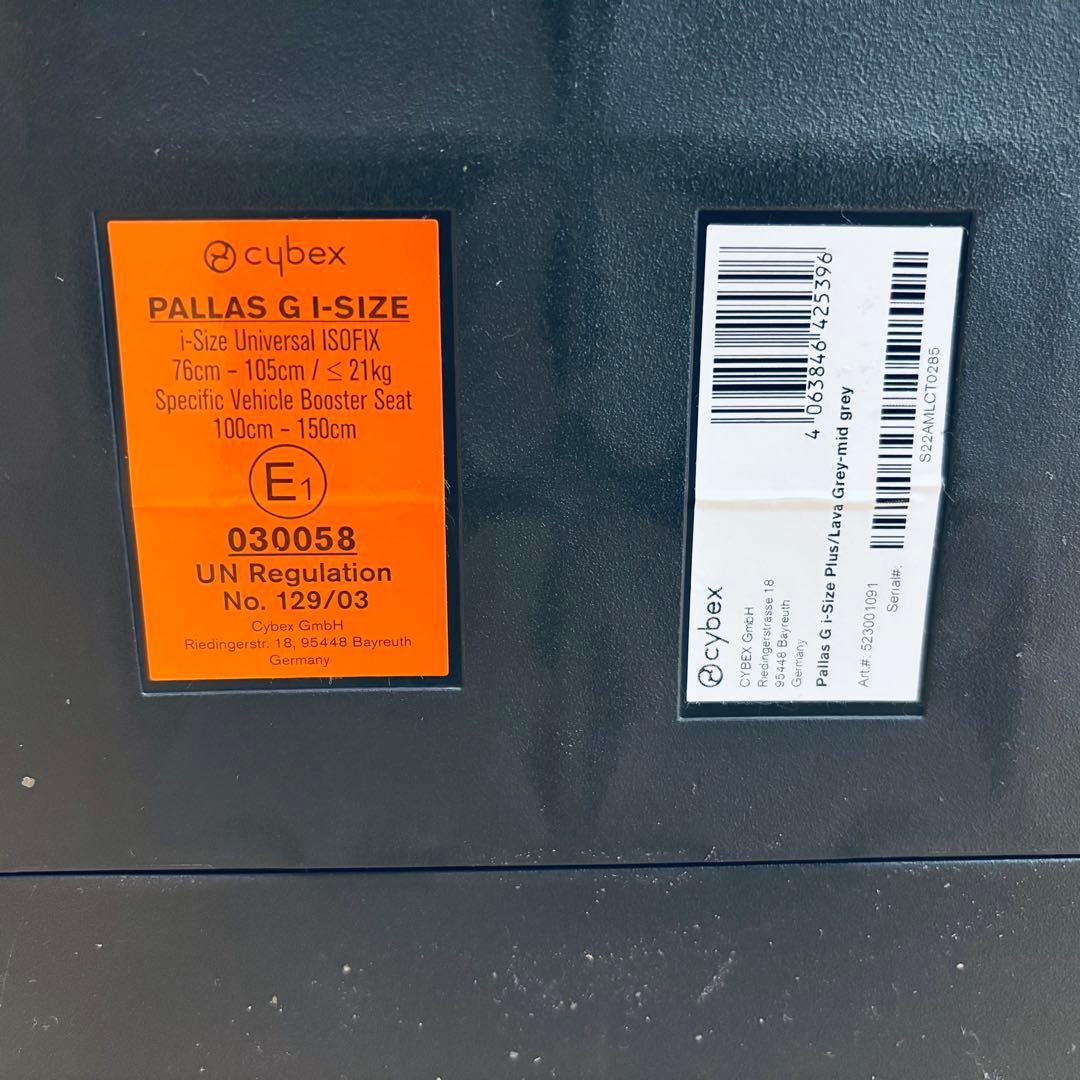 cybex
PALLAS G I-SIZE
i-Size Universal ISOFIX
76cm - 105cm / ≤ 21kg
Specific Vehicle Booster Seat
100cm - 150cm
E1
030058
UN Regulation
No. 129/03
Cybex GmbH
Riedingerstr. 18, 95448 Bayreuth
Germany
cybex
CYBEX GmbH
Riedingerstrasse 18
95448 Bayreuth
Germany
4 063846 425396
Pallas G i-Size Plus/Lava Grey-mid grey
Art.#: 523001091
Serial#:
S22AMLCT0285